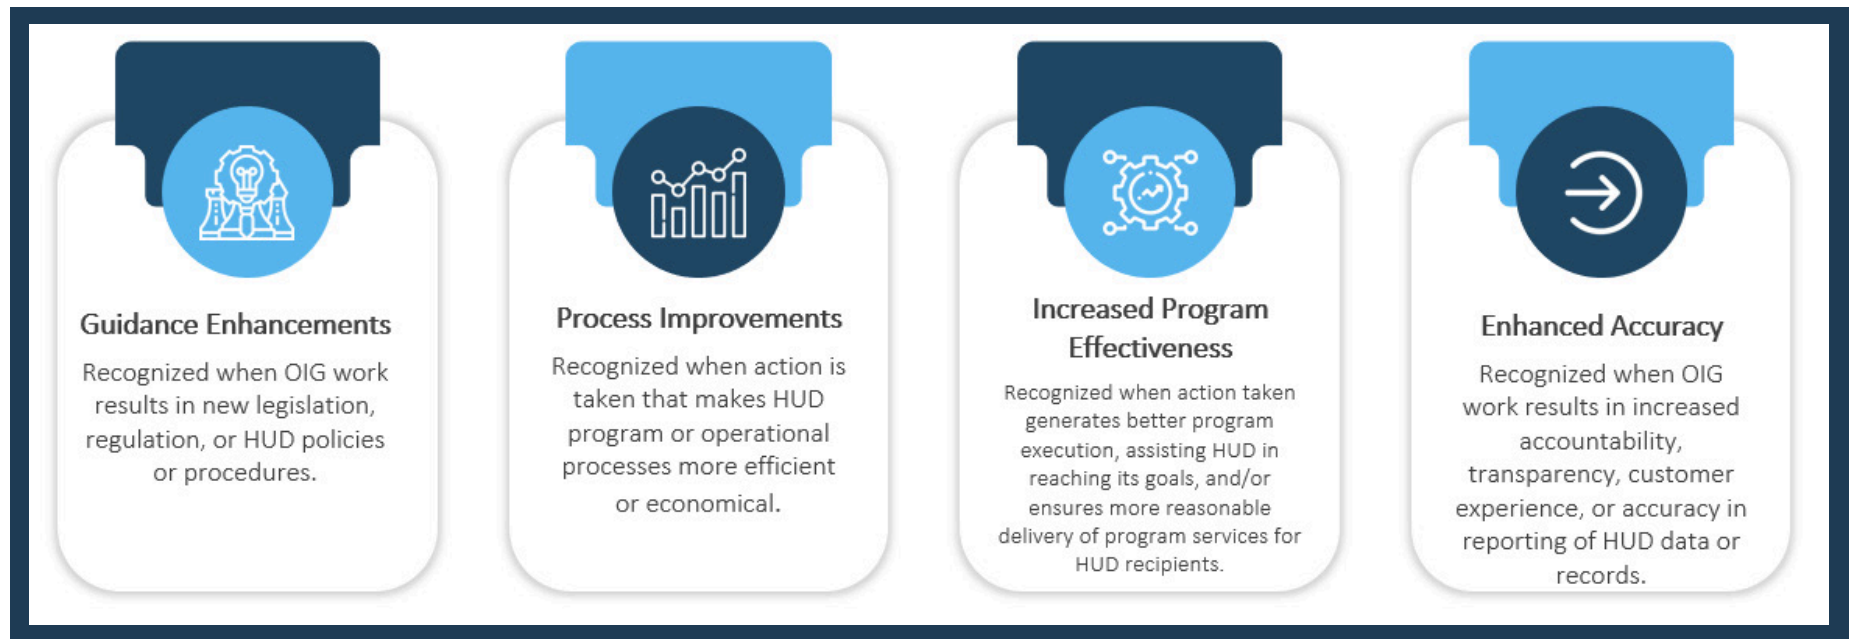 Guidance Enhancements
Recognized when OIG work
results in new legislation,
regulation, or HUD policies
or procedures.
Process Improvements
Recognized when action is
taken that makes HUD
program or operational
processes more efficient
or economical.
Increased Program
Effectiveness
Recognized when action taken
generates better program
execution, assisting HUD in
reaching its goals, and/or
ensures more reasonable
delivery of program services for
HUD recipients.
Enhanced Accuracy
Recognized when OIG
work results in increased
accountability,
transparency, customer
experience, or accuracy in
reporting of HUD data or
records.